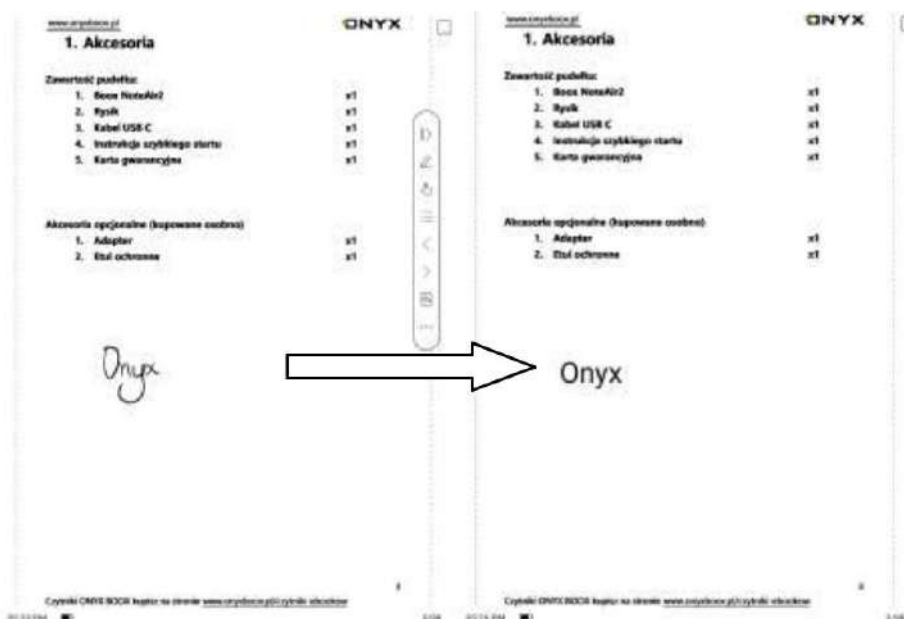 www.onyxboox.pl
ONYX
1. Akcesoria
Zawartość pudełka:
1. Boox NoteAir2 x1
2. Rysik x1
3. Kabel USB C x1
4. Instrukcja szybkiego startu x1
5. Karta gwarancyjna x1
Akcesoria opcjonalne (kupowane osobno)
1. Adapter x1
2. Etui ochronne x1
Onyx
Czytniki ONYX BOOX kupisz na stronie www.onyxboox.pl/czytniki-ebookow
www.onyxboox.pl
ONYX
1. Akcesoria
Zawartość pudełka:
1. Boox NoteAir2 x1
2. Rysik x1
3. Kabel USB C x1
4. Instrukcja szybkiego startu x1
5. Karta gwarancyjna x1
Akcesoria opcjonalne (kupowane osobno)
1. Adapter x1
2. Etui ochronne x1
Onyx
Czytniki ONYX BOOX kupisz na stronie www.onyxboox.pl/czytniki-ebookow